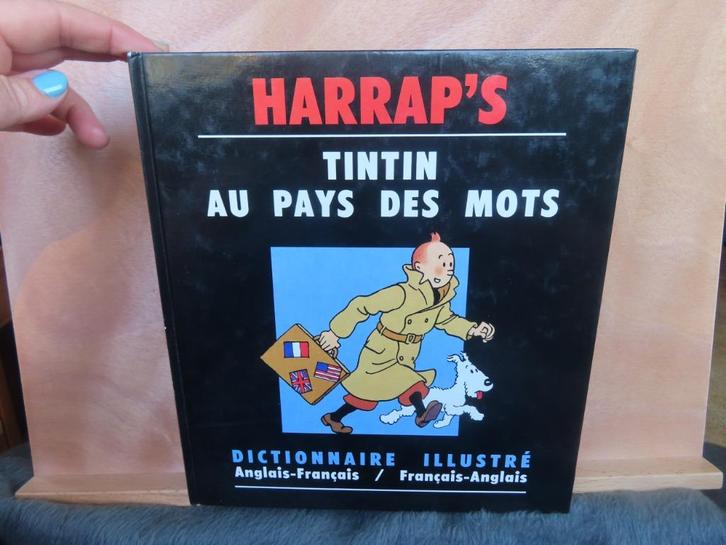 HARRAP'S
TINTIN
AU PAYS DES MOTS
DICTIONNAIRE ILLUSTRÉ
Anglais-Français / Français-Anglais